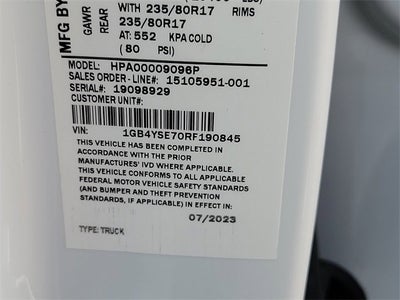 WITH 235/80R17 RIMS
235/80R17
AT: 552 KPA COLD
( 80 PSI)
GAWR
REAR
MFG BY
MODEL: HPA00009096P
SALES ORDER - LINE#: 15105951-001
SERIAL#: 19098929
CUSTOMER UNIT#:
VIN: 1GB4YSE70RF190845
THIS VEHICLE HAS BEEN COMPLETED IN
ACCORDANCE WITH THE PRIOR
MANUFACTURES' IVD WHERE APPLICABLE.
THIS VEHICLE CONFORMS TO ALL APPLICABLE
FEDERAL MOTOR VEHICLE SAFETY STANDARDS
(AND BUMPER AND THEFT PREVENTION
STANDARDS, IF APPLICABLE) IN EFFECT IN:
07/2023
TYPE: TRUCK